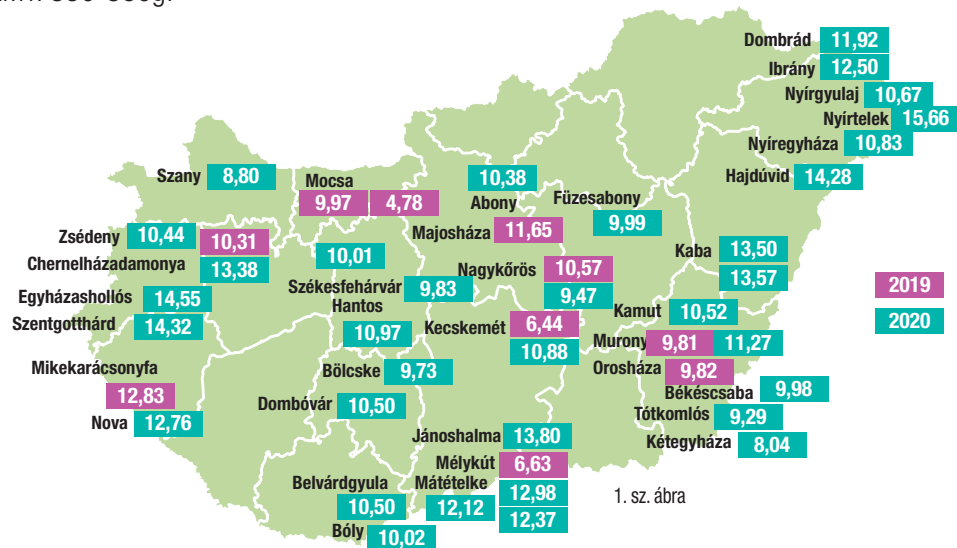 Dombrád 11,92
Ibrány 12,50
Nyírgyulaj 10,67
Nyírtelek 15,66
Nyíregyháza 10,83
Hajdúvid 14,28
Szany 8,80
Mocsa
9,97 4,78
10,38
Abony
Füzesabony
9,99
Majosháza 11,65
Zsédeny 10,44 10,31
Chernelházadamonya 13,38
10,01
Székesfehérvár 9,83
Hantos
10,97
Nagykőrös 10,57
9,47
Kaba 13,50
13,57
2019
2020
Egyházashollós 14,55
Szentgotthárd 14,32
Kecskemét 6,44
10,88
Kamut 10,52
Murony 9,81 11,27
Orosháza 9,82
Békéscsaba 9,98
Tótkomlós 9,29
Kétegyháza 8,04
Mikekarácsonyfa
12,83
Nova 12,76
Bölcske 9,73
Dombóvár 10,50
Jánoshalma 13,80
Mélykút 6,63
Mátételke 12,98
12,12 12,37
Belvárdgyula
10,50
Bóly 10,02
1. sz. ábra